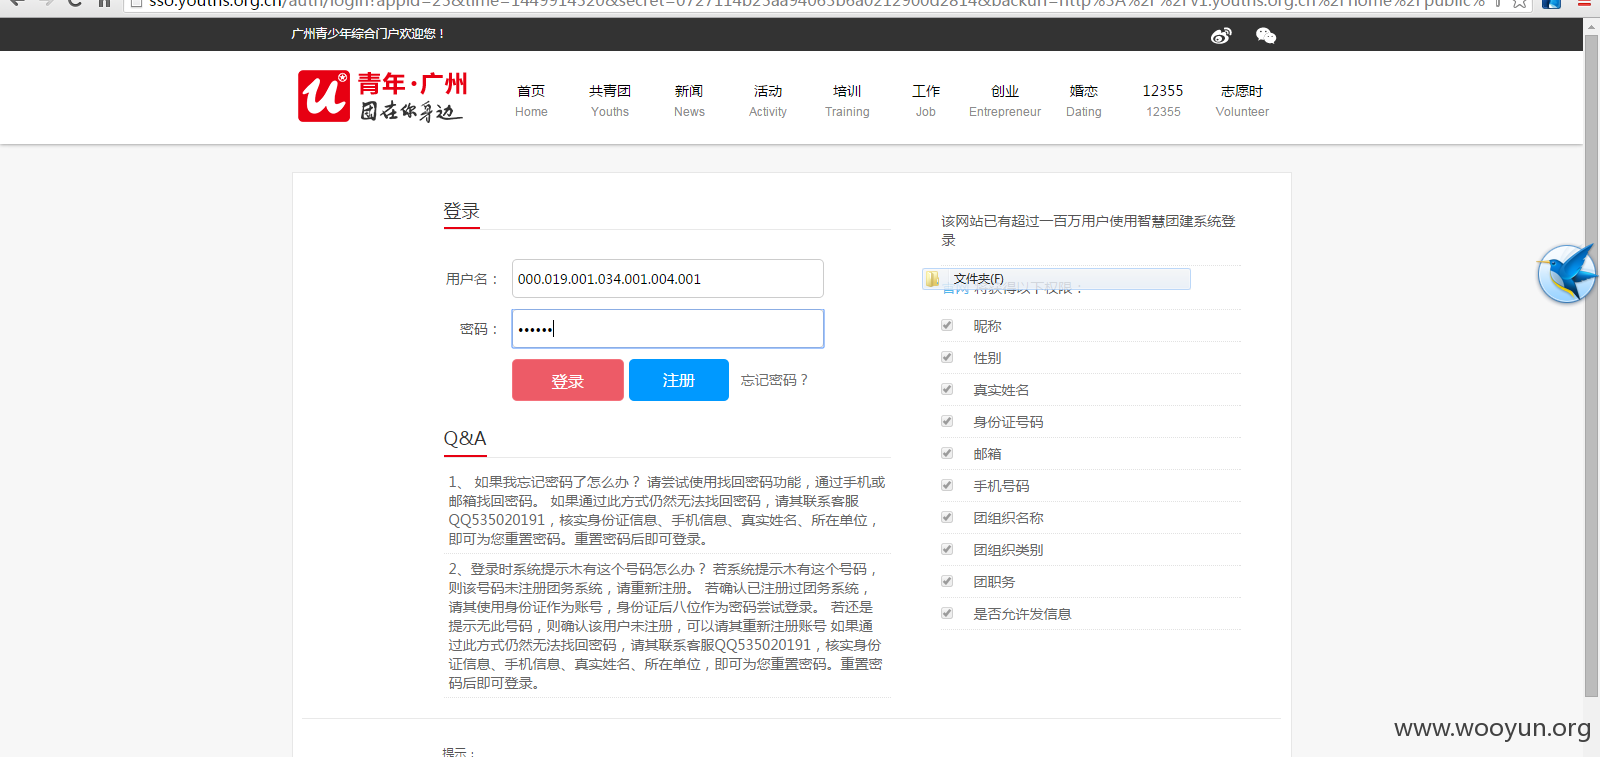 sso.youths.org.cn/auth/login?appid=23&time=1449914320&secret=0727114b23aa94063b6a0212900d2814&backurl=http%3A%2F%2Fv1.youths.org.cn%2Fhome%2Fpublic%
广州青少年综合门户欢迎您！
青年·广州
团在你身边
首页 共青团 新闻 活动 培训 工作 创业 婚恋 12355 志愿时
Home Youths News Activity Training Job Entrepreneur Dating 12355 Volunteer
登录
用户名： 000.019.001.034.001.004.001
密码： ••••••
登录 注册 忘记密码？
Q&A
1、 如果我忘记密码了怎么办？ 请尝试使用找回密码功能，通过手机或
邮箱找回密码。 如果通过此方式仍然无法找回密码，请其联系客服
QQ535020191，核实身份证信息、手机信息、真实姓名、所在单位，
即可为您重置密码。重置密码后即可登录。
2、登录时系统提示木有这个号码怎么办？ 若系统提示木有这个号码，
则该号码未注册团务系统，请重新注册。 若确认已注册过团务系统，
请其使用身份证作为账号，身份证后八位作为密码尝试登录。 若还是
提示无此号码，则确认该用户未注册，可以请其重新注册账号 如果通
过此方式仍然无法找回密码，请其联系客服QQ535020191，核实身份
证信息、手机信息、真实姓名、所在单位，即可为您重置密码。重置密
码后即可登录。
该网站已有超过一百万用户使用智慧团建系统登
录
文件夹(F)
官网 将获得以下权限：
昵称
性别
真实姓名
身份证号码
邮箱
手机号码
团组织名称
团组织类别
团职务
是否允许发信息
提示：
www.wooyun.org